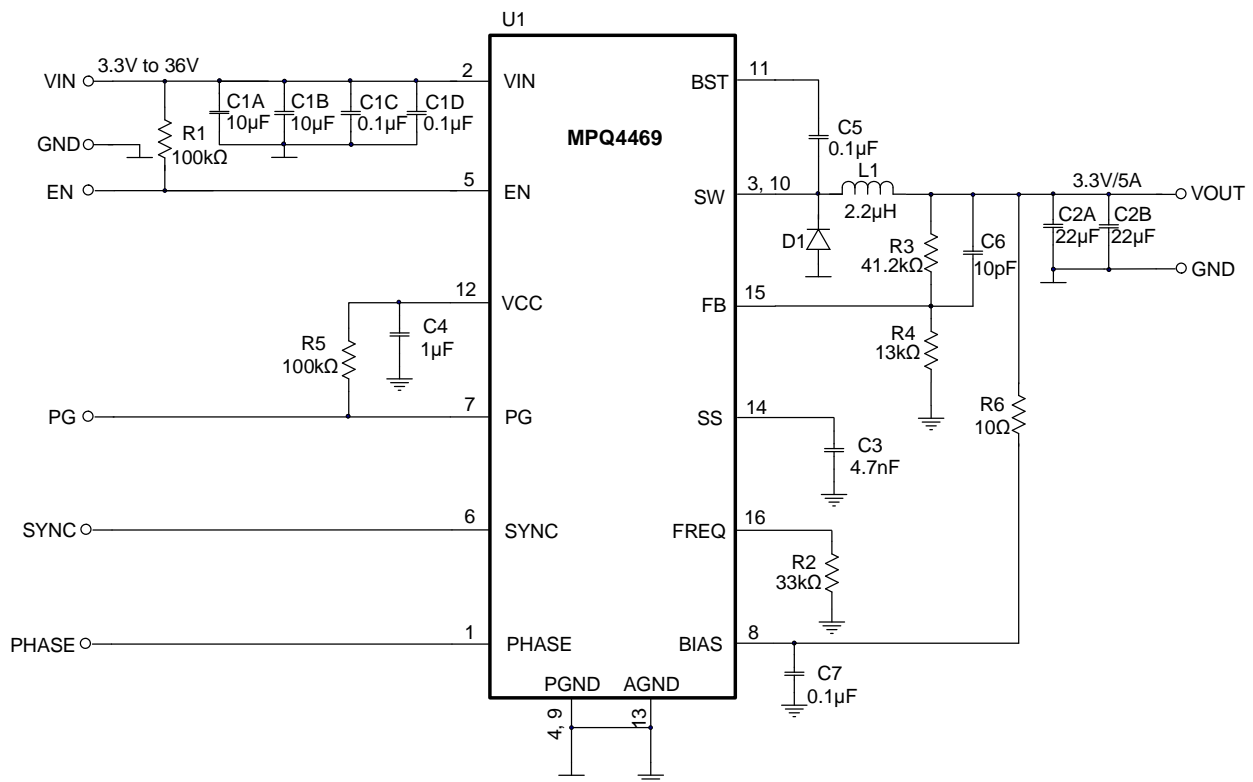 U1
3.3V to 36V
VIN
2
VIN
BST
11
C1A
10µF
C1B
10µF
C1C
0.1µF
C1D
0.1µF
R1
100kΩ
MPQ4469
C5
0.1µF
GND
EN
5
EN
SW
3, 10
L1
2.2µH
3.3V/5A
VOUT
C2A
22µF
C2B
22µF
D1
R3
41.2kΩ
C6
10pF
GND
12
VCC
FB
15
C4
1µF
R5
100kΩ
R4
13kΩ
PG
7
PG
SS
14
R6
10Ω
C3
4.7nF
SYNC
6
SYNC
FREQ
16
R2
33kΩ
PHASE
1
PHASE
BIAS
8
C7
0.1µF
PGND
AGND
4, 9
13